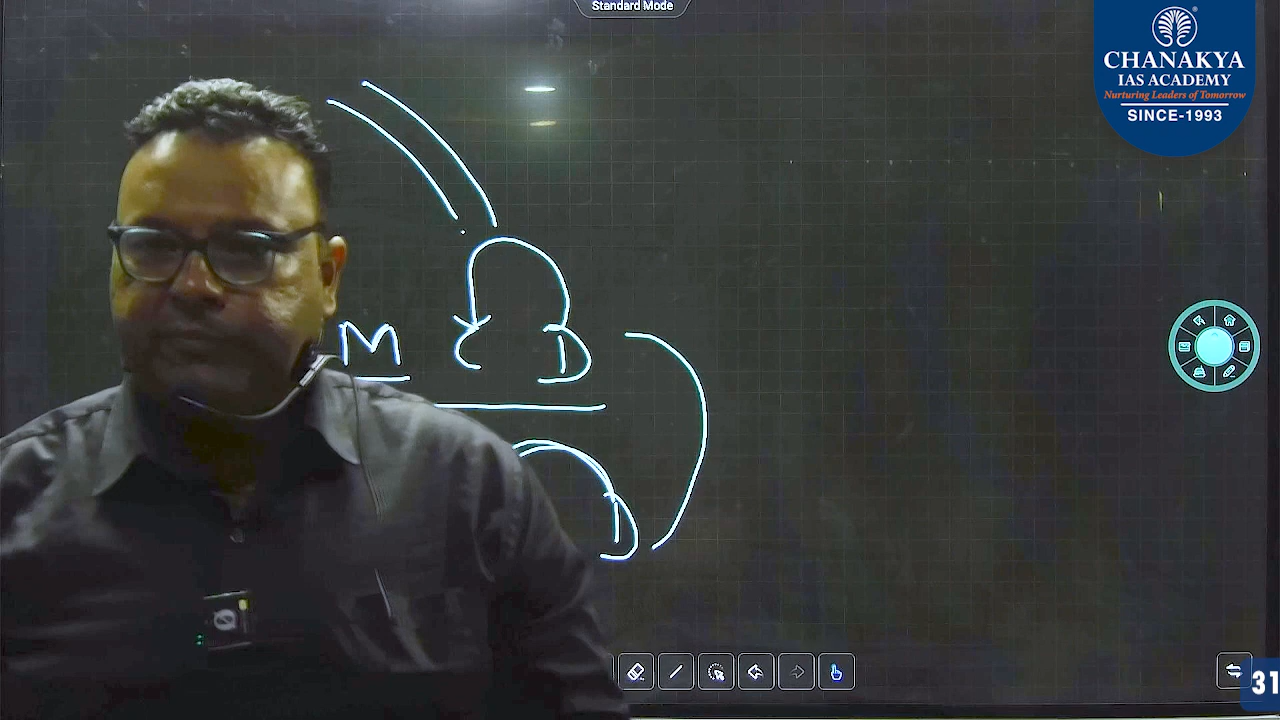 Standard Mode
CHANAKYA
IAS ACADEMY
Nurturing Leaders of Tomorrow
SINCE-1993
M C D
D
31